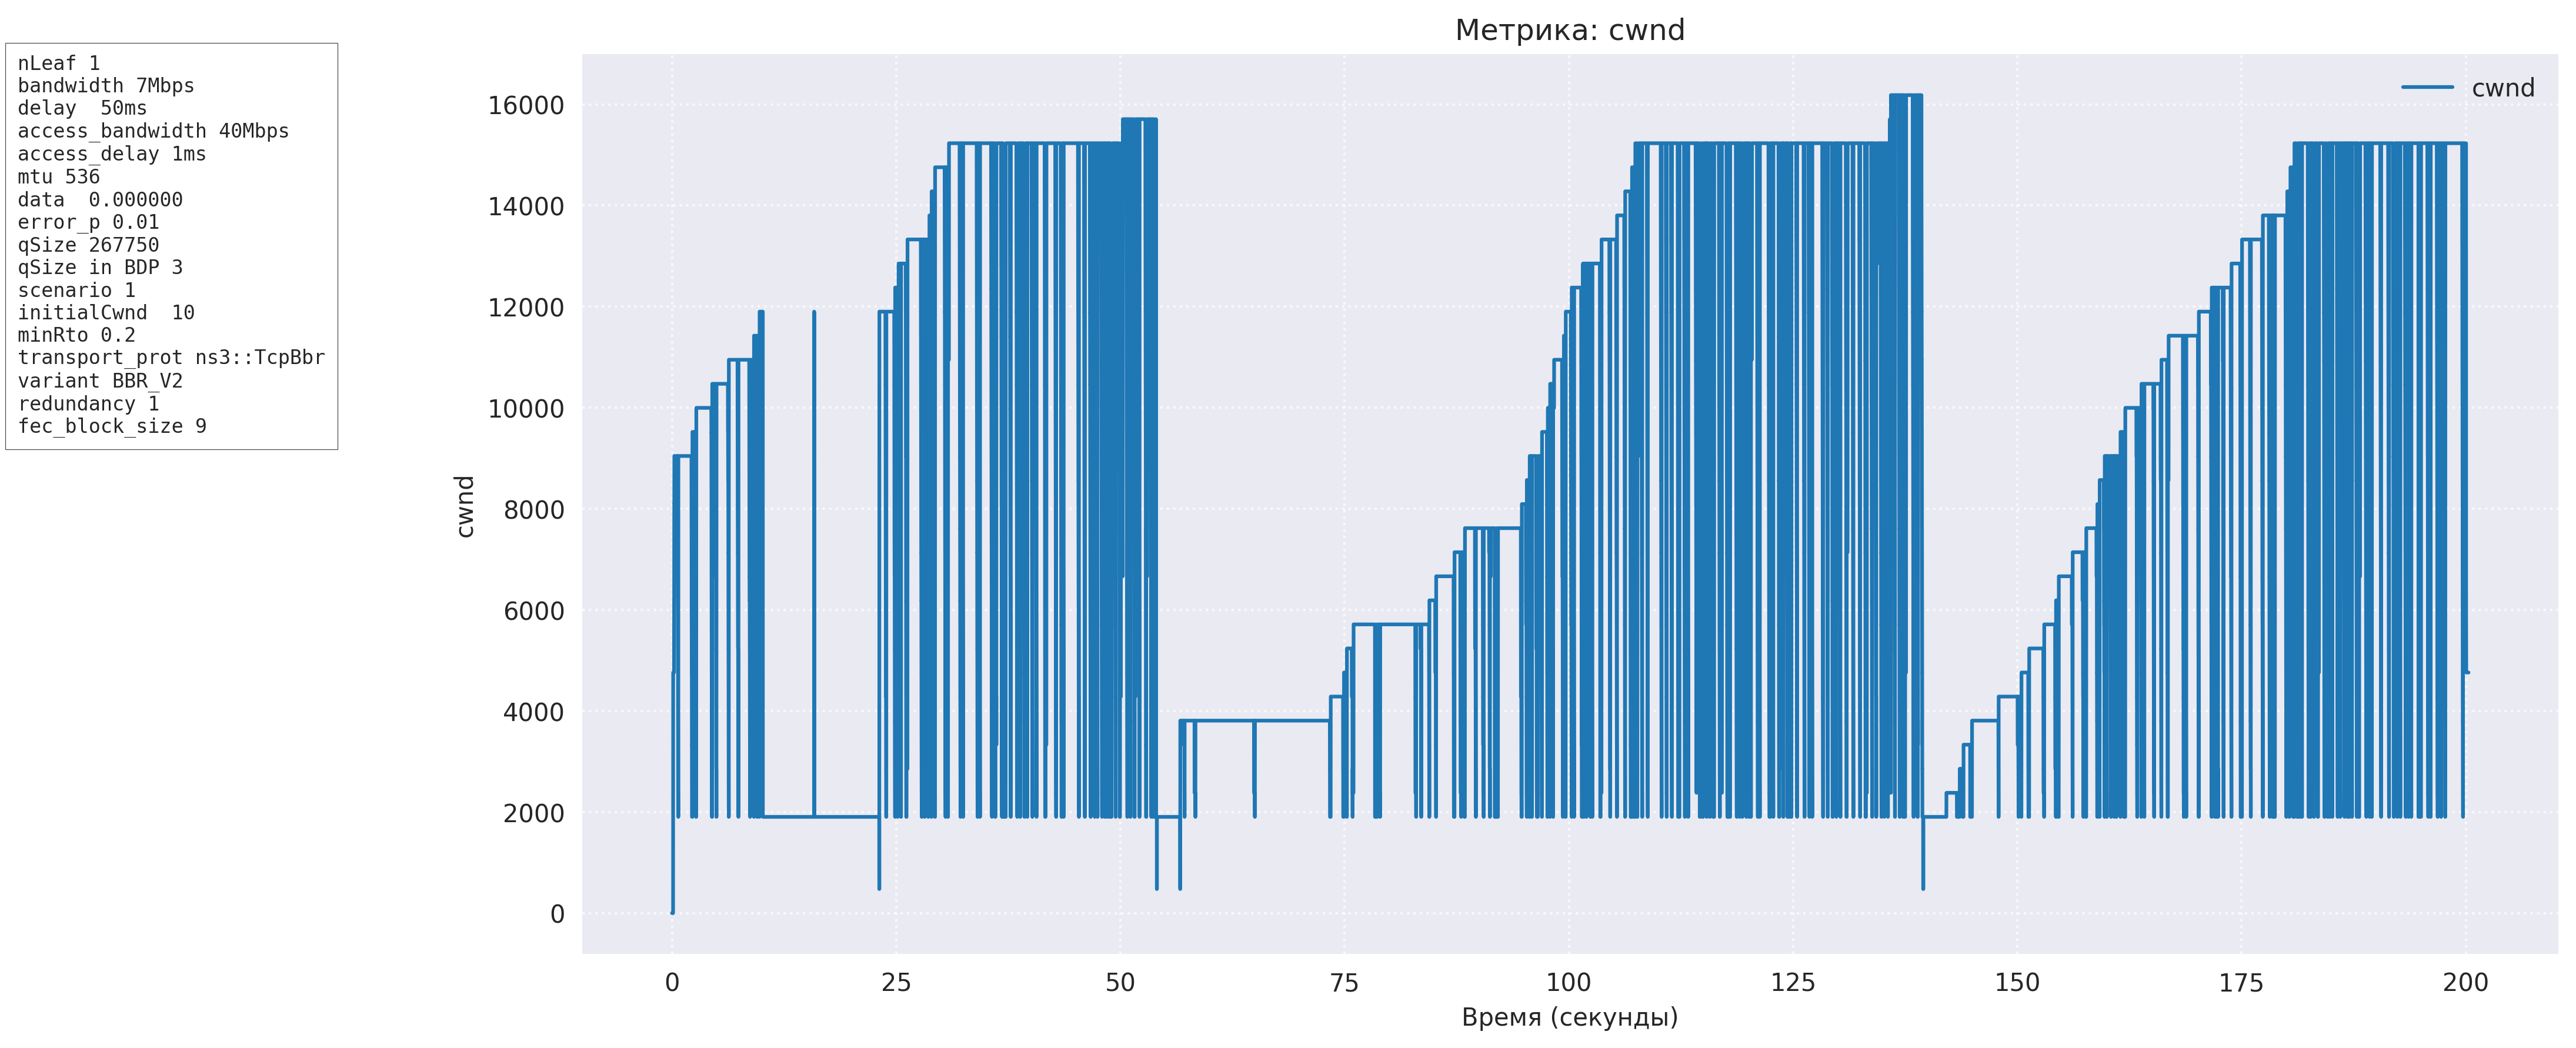 Метрика: cwnd
nLeaf 1
bandwidth 7Mbps
delay  50ms
access_bandwidth 40Mbps
access_delay 1ms
mtu 536
data  0.000000
error_p 0.01
qSize 267750
qSize in BDP 3
scenario 1
initialCwnd  10
minRto 0.2
transport_prot ns3::TcpBbr
variant BBR_V2
redundancy 1
fec_block_size 9
cwnd
16000
14000
12000
10000
8000
6000
4000
2000
0
cwnd
0 25 50 75 100 125 150 175 200
Время (секунды)